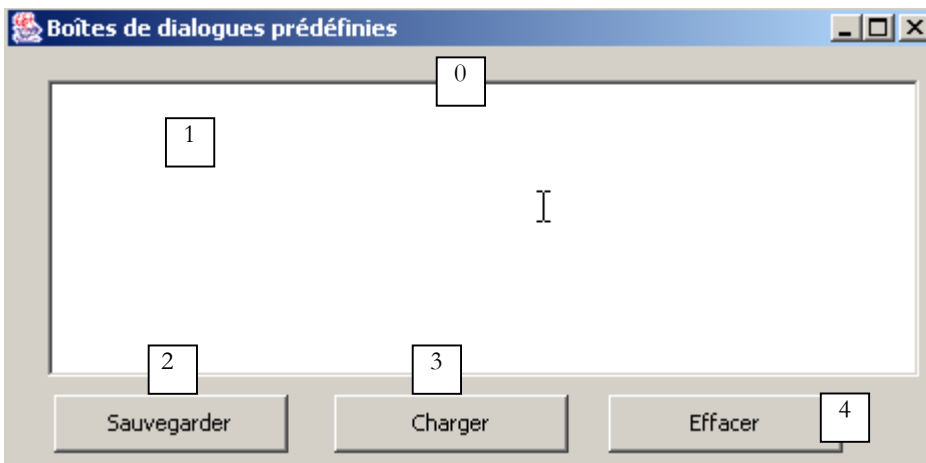 Boîtes de dialogues prédéfinies
0
1
2
3
Sauvegarder
Charger
Effacer
4